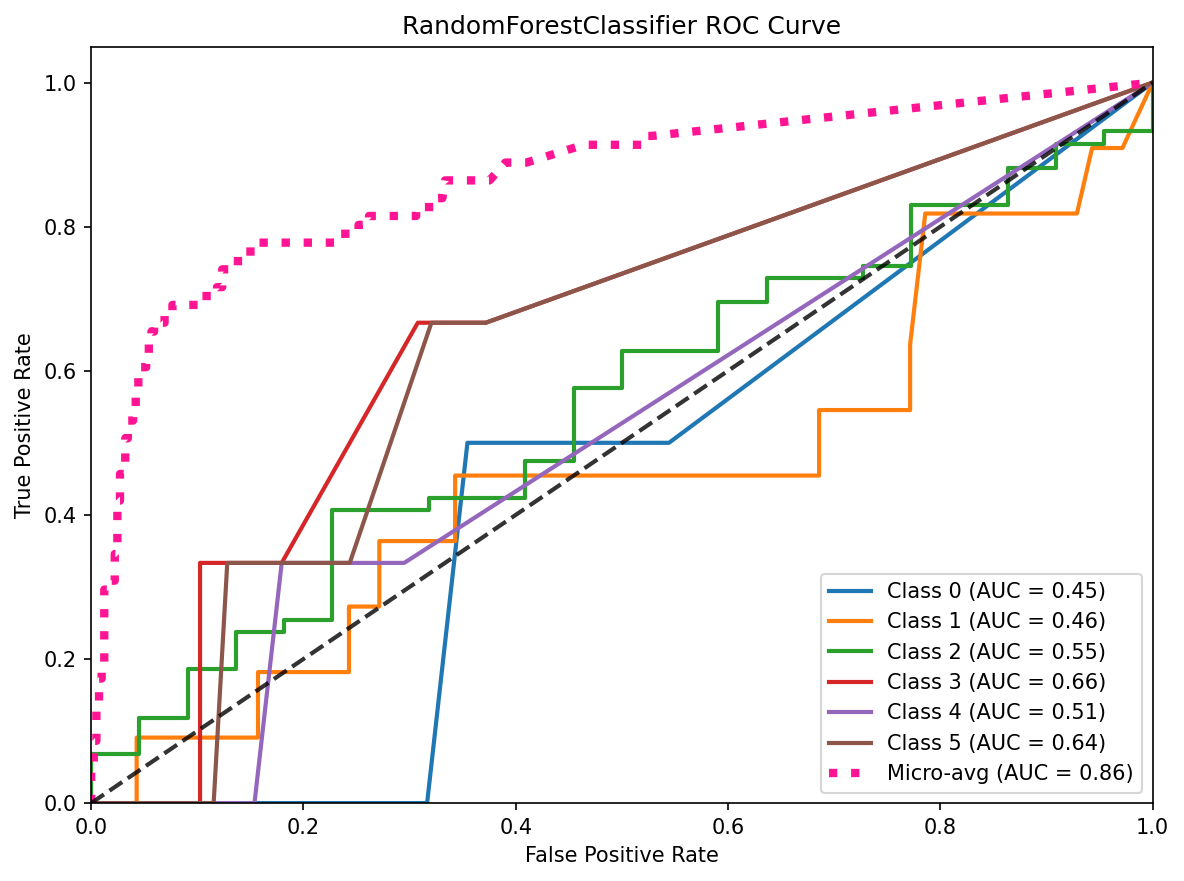 RandomForestClassifier ROC Curve
True Positive Rate
1.0
0.8
0.6
0.4
0.2
0.0
Class 0 (AUC = 0.45)
Class 1 (AUC = 0.46)
Class 2 (AUC = 0.55)
Class 3 (AUC = 0.66)
Class 4 (AUC = 0.51)
Class 5 (AUC = 0.64)
Micro-avg (AUC = 0.86)
0.0 0.2 0.4 0.6 0.8 1.0
False Positive Rate